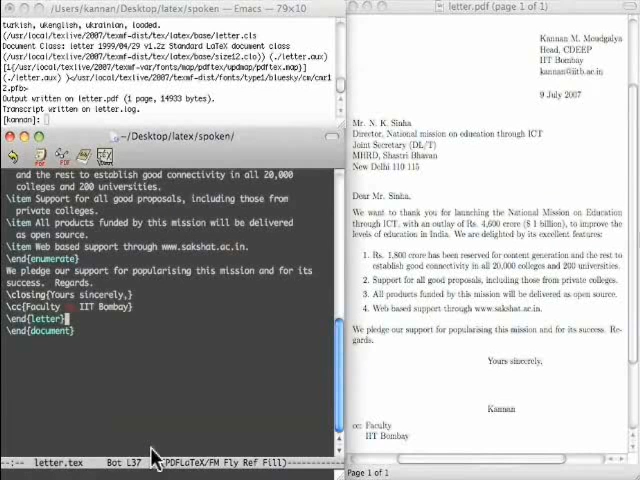 /Users/kannan/latex/spoken — Emacs — 79×10
turkish, ukenglish, ukrainian, loaded.
(/usr/local/texlive/2007/texmf-dist/tex/latex/base/letter.cls
Document Class: letter 1999/04/29 v1.2z Standard LaTeX document class
(/usr/local/texlive/2007/texmf-dist/tex/latex/base/size12.clo)) (./letter.aux)
[1{/usr/local/texlive/2007/texmf-var/fonts/map/pdftex/updmap/pdftex.map}]
(./letter.aux) )</usr/local/texlive/2007/texmf-dist/fonts/type1/bluesky/cm/cmr1
2.pfb>
Output written on letter.pdf (1 page, 14933 bytes).
Transcript written on letter.log.
[kannan]:
~/Desktop/latex/spoken/
and the rest to establish good connectivity in all 20,000
colleges and 200 universities.
\item Support for all good proposals, including those from
private colleges.
\item All products funded by this mission will be delivered
as open source.
\item Web based support through www.sakshat.ac.in.
\end{enumerate}
We pledge our support for popularising this mission and for its
success.  Regards.
\closing{Yours sincerely,}
\cc{Faculty \\ IIT Bombay}
\end{letter}
\end{document}
--:-- letter.tex Bot L37 (PDFLaTeX/FM Fly Ref Fill)
letter.pdf (page 1 of 1)
Kannan M. Moudgalya
Head, CDEEP
IIT Bombay
kannan@iitb.ac.in
9 July 2007
Mr. N. K. Sinha
Director, National mission on education through ICT
Joint Secretary (DL/T)
MHRD, Shastri Bhavan
New Delhi 110 115
Dear Mr. Sinha,
We want to thank you for launching the National Mission on Education
through ICT, with an outlay of Rs. 4,600 crore ($ 1 billion), to improve the
levels of education in India. We are delighted by its excellent features:
1. Rs. 1,800 crore has been reserved for content generation and the rest to
establish good connectivity in all 20,000 colleges and 200 universities.
2. Support for all good proposals, including those from private colleges.
3. All products funded by this mission will be delivered as open source.
4. Web based support through www.sakshat.ac.in.
We pledge our support for popularising this mission and for its success. Re-
gards.
Yours sincerely,
Kannan
cc: Faculty
IIT Bombay
Page 1 of 1